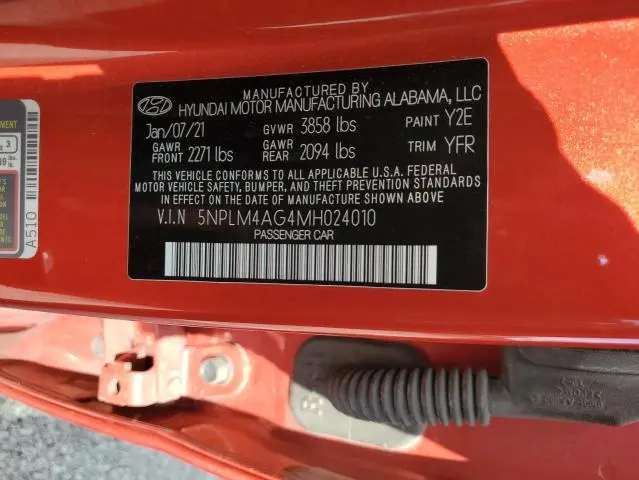 MANUFACTURED BY
HYUNDAI MOTOR MANUFACTURING ALABAMA, LLC
Jan/07/21 GVWR 3858 lbs PAINT Y2E
GAWR FRONT 2271 lbs GAWR REAR 2094 lbs TRIM YFR
THIS VEHICLE CONFORMS TO ALL APPLICABLE U.S.A. FEDERAL
MOTOR VEHICLE SAFETY, BUMPER, AND THEFT PREVENTION STANDARDS
IN EFFECT ON THE DATE OF MANUFACTURE SHOWN ABOVE.
V.I.N 5NPLM4AG4MH024010
PASSENGER CAR
A510
3